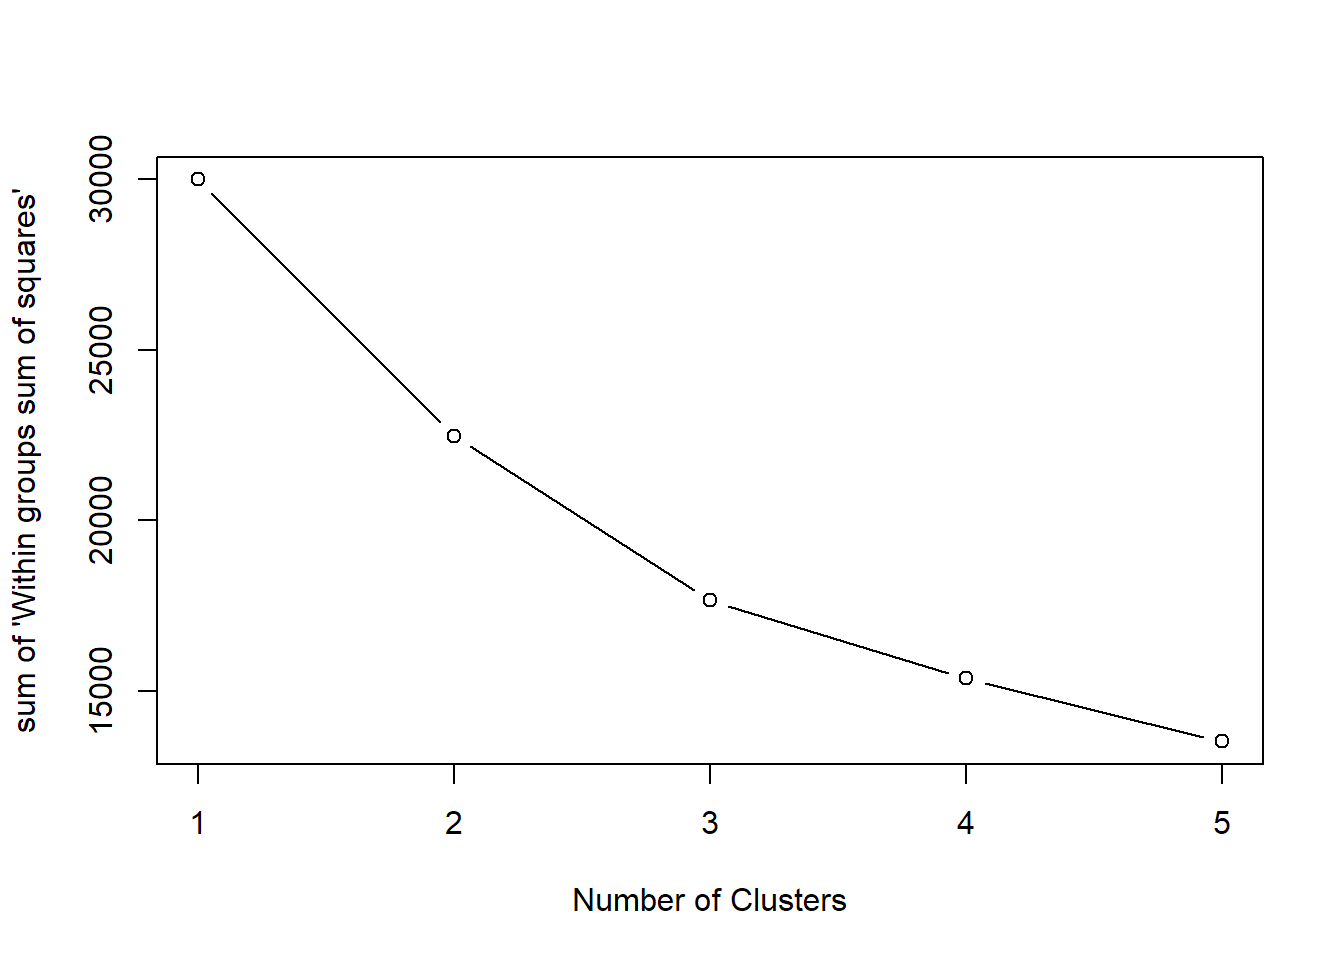 sum of 'Within groups sum of squares'
30000
25000
20000
15000
1 2 3 4 5
Number of Clusters